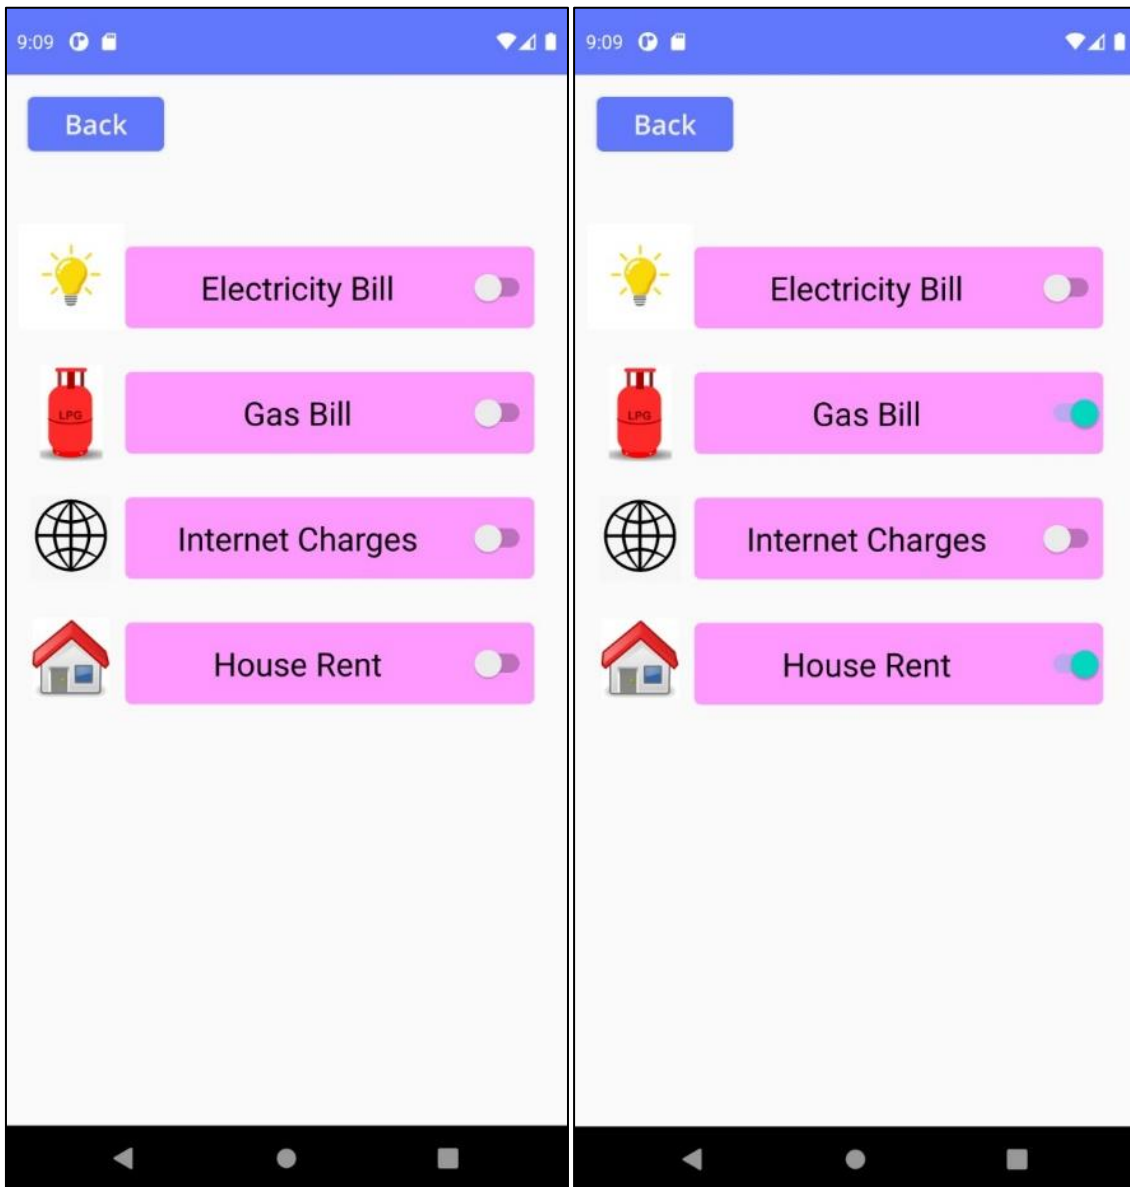 9:09
Back
Electricity Bill
LPG
Gas Bill
Internet Charges
House Rent
9:09
Back
Electricity Bill
LPG
Gas Bill
Internet Charges
House Rent